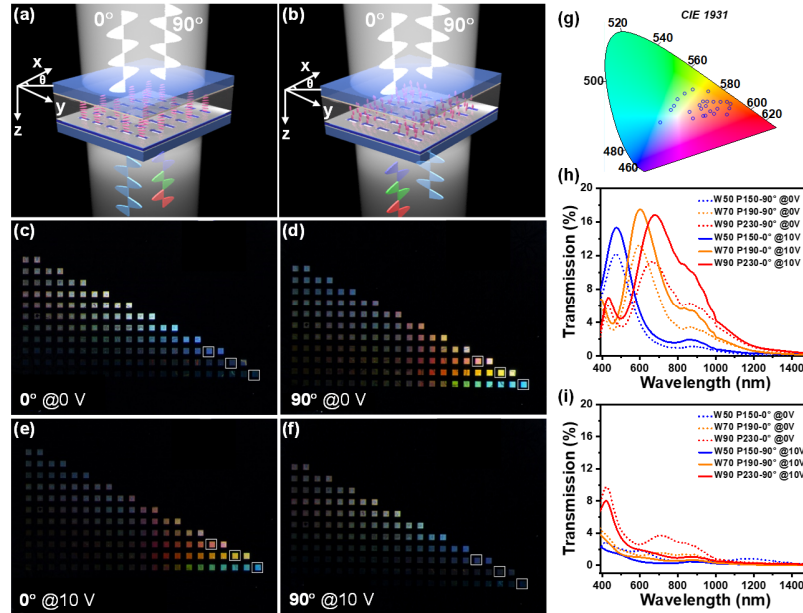 (a)
0°
90°
x
θ
y
z
(b)
0°
90°
x
θ
y
z
(c)
0° @0 V
(d)
90° @0 V
(e)
0° @10 V
(f)
90° @10 V
(g)
CIE 1931
520
540
560
500
580
600
620
480
460
(h)
W50 P150-90° @0V
W70 P190-90° @0V
W90 P230-90° @0V
W50 P150-0° @10V
W70 P190-0° @10V
W90 P230-0° @10V
Transmission (%)
20
16
12
8
4
0
400 600 800 1000 1200 1400
Wavelength (nm)
(i)
W50 P150-0° @0V
W70 P190-0° @0V
W90 P230-0° @0V
W50 P150-90° @10V
W70 P190-90° @10V
W90 P230-90° @10V
Transmission (%)
20
16
12
8
4
0
400 600 800 1000 1200 1400
Wavelength (nm)